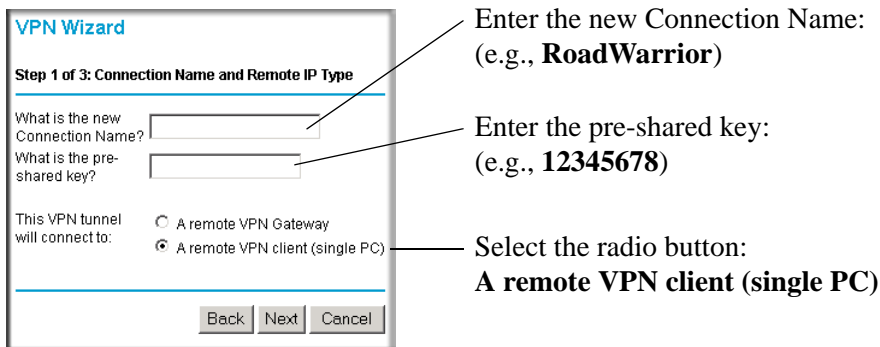 VPN Wizard
Step 1 of 3: Connection Name and Remote IP Type
What is the new
Connection Name?
What is the pre-
shared key?
This VPN tunnel
will connect to:
A remote VPN Gateway
A remote VPN client (single PC)
Back Next Cancel
Enter the new Connection Name:
(e.g., RoadWarrior)
Enter the pre-shared key:
(e.g., 12345678)
Select the radio button:
A remote VPN client (single PC)